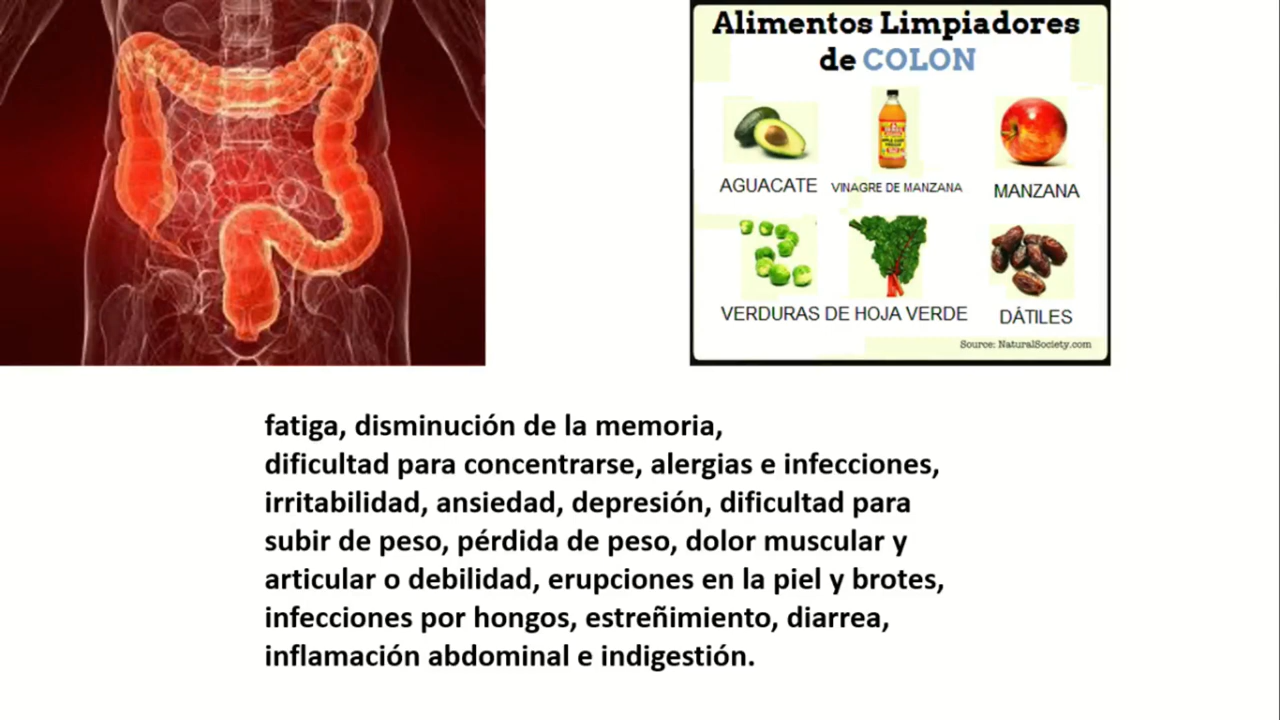 Alimentos Limpiadores
de COLON
AGUACATE
VINAGRE DE MANZANA
MANZANA
VERDURAS DE HOJA VERDE
DÁTILES
Source: NaturalSociety.com
fatiga, disminución de la memoria,
dificultad para concentrarse, alergias e infecciones,
irritabilidad, ansiedad, depresión, dificultad para
subir de peso, pérdida de peso, dolor muscular y
articular o debilidad, erupciones en la piel y brotes,
infecciones por hongos, estreñimiento, diarrea,
inflamación abdominal e indigestión.